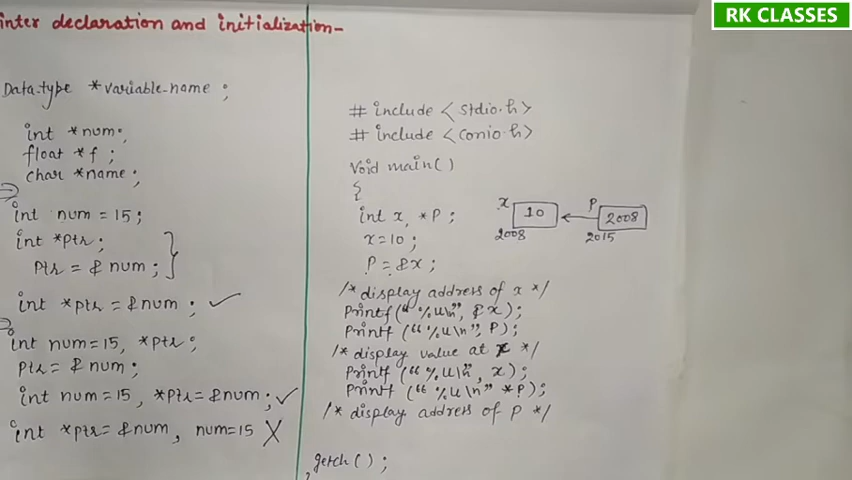 RK CLASSES
inter declaration and initialization-
Data-type *variable-name ;
int *num;
float *f ;
char *name ;
int num = 15 ;
int *ptr ;
ptr = & num ;
int *ptr = & num ; ✓
int num = 15, *ptr ;
ptr = & num ;
int num = 15 , *ptr = & num ; ✓
int *ptr = & num , num = 15 X
# include < stdio.h >
# include < conio.h >
Void main ( )
{
int x, *P ;
x = 10 ;
P = & x ;
x 10 2008
P 2008 2015
/* display address of x */
Printf (" %u\n", & x ) ;
Printf (" %u\n", P ) ;
/* display value at x */
Printf (" %u\n", x ) ;
Printf (" %u\n" *P ) ;
/* display address of P */
getch ( ) ;